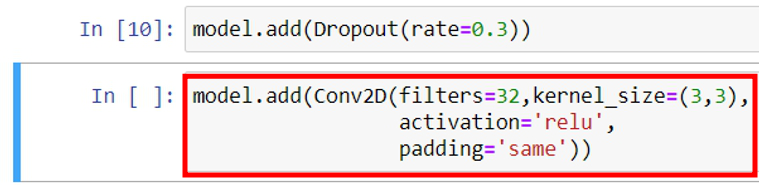 In [10]: model.add(Dropout(rate=0.3))
In [ ]: model.add(Conv2D(filters=32,kernel_size=(3,3),
activation='relu',
padding='same'))